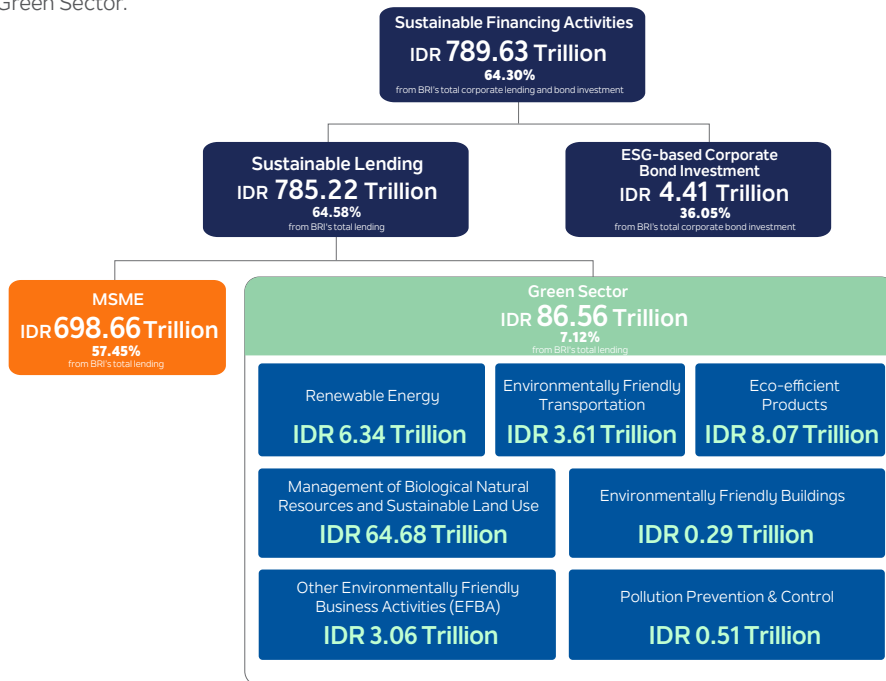 Green Sector.
Sustainable Financing Activities
IDR 789.63 Trillion
64.30%
from BRI's total corporate lending and bond investment
Sustainable Lending
IDR 785.22 Trillion
64.58%
from BRI's total lending
ESG-based Corporate
Bond Investment
IDR 4.41 Trillion
36.05%
from BRI's total corporate bond investment
MSME
IDR 698.66 Trillion
57.45%
from BRI's total lending
Green Sector
IDR 86.56 Trillion
7.12%
from BRI's total lending
Renewable Energy
IDR 6.34 Trillion
Environmentally Friendly
Transportation
IDR 3.61 Trillion
Eco-efficient
Products
IDR 8.07 Trillion
Management of Biological Natural
Resources and Sustainable Land Use
IDR 64.68 Trillion
Environmentally Friendly Buildings
IDR 0.29 Trillion
Other Environmentally Friendly
Business Activities (EFBA)
IDR 3.06 Trillion
Pollution Prevention & Control
IDR 0.51 Trillion